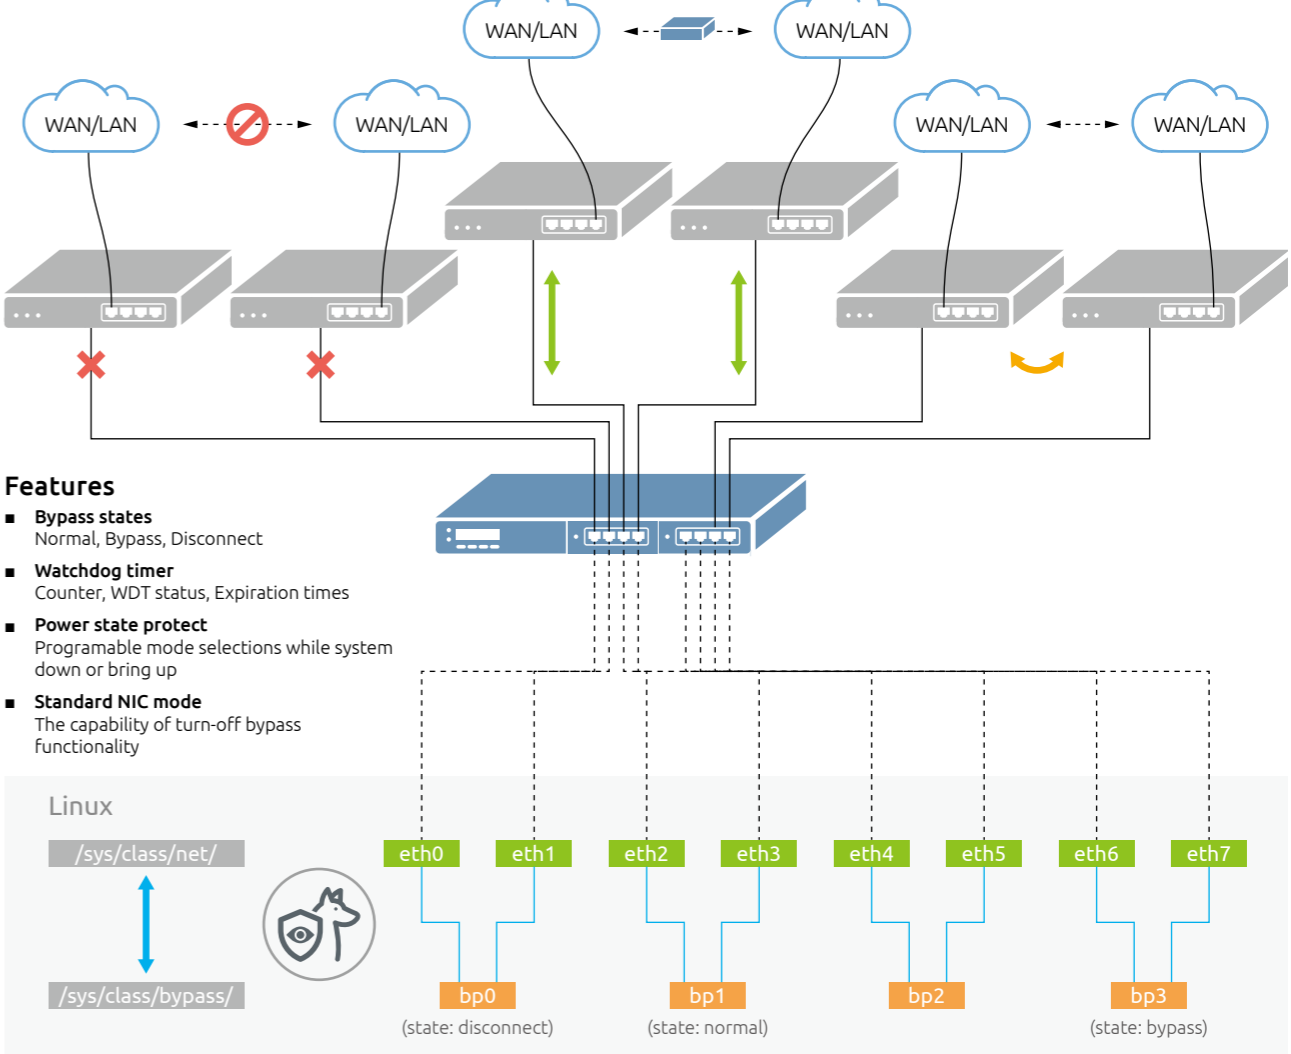 WAN/LAN
WAN/LAN
WAN/LAN
WAN/LAN
WAN/LAN
WAN/LAN
Features
■ Bypass states
Normal, Bypass, Disconnect
■ Watchdog timer
Counter, WDT status, Expiration times
■ Power state protect
Programable mode selections while system
down or bring up
■ Standard NIC mode
The capability of turn-off bypass
functionality
Linux
/sys/class/net/
eth0 eth1 eth2 eth3 eth4 eth5 eth6 eth7
/sys/class/bypass/
bp0 bp1 bp2 bp3
(state: disconnect) (state: normal) (state: bypass)